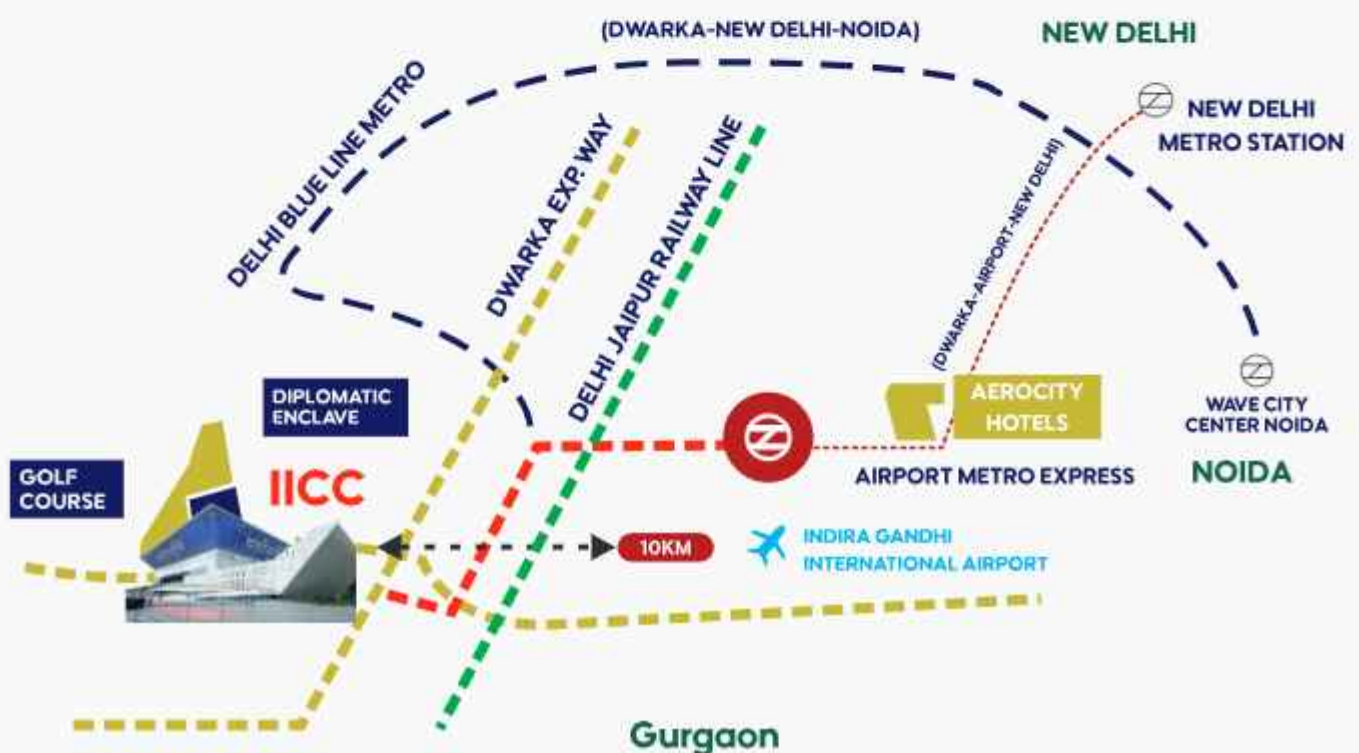 (DWARKA-NEW DELHI-NOIDA)
NEW DELHI
DELHI BLUE LINE METRO
DWARKA EXP. WAY
DELHI JAIPUR RAILWAY LINE
(DWARKA-AIRPORT-NEW DELHI)
NEW DELHI
METRO STATION
DIPLOMATIC
ENCLAVE
AEROCITY
HOTELS
WAVE CITY
CENTER NOIDA
GOLF
COURSE
IICC
AIRPORT METRO EXPRESS
NOIDA
10KM
INDIRA GANDHI
INTERNATIONAL AIRPORT
Gurgaon